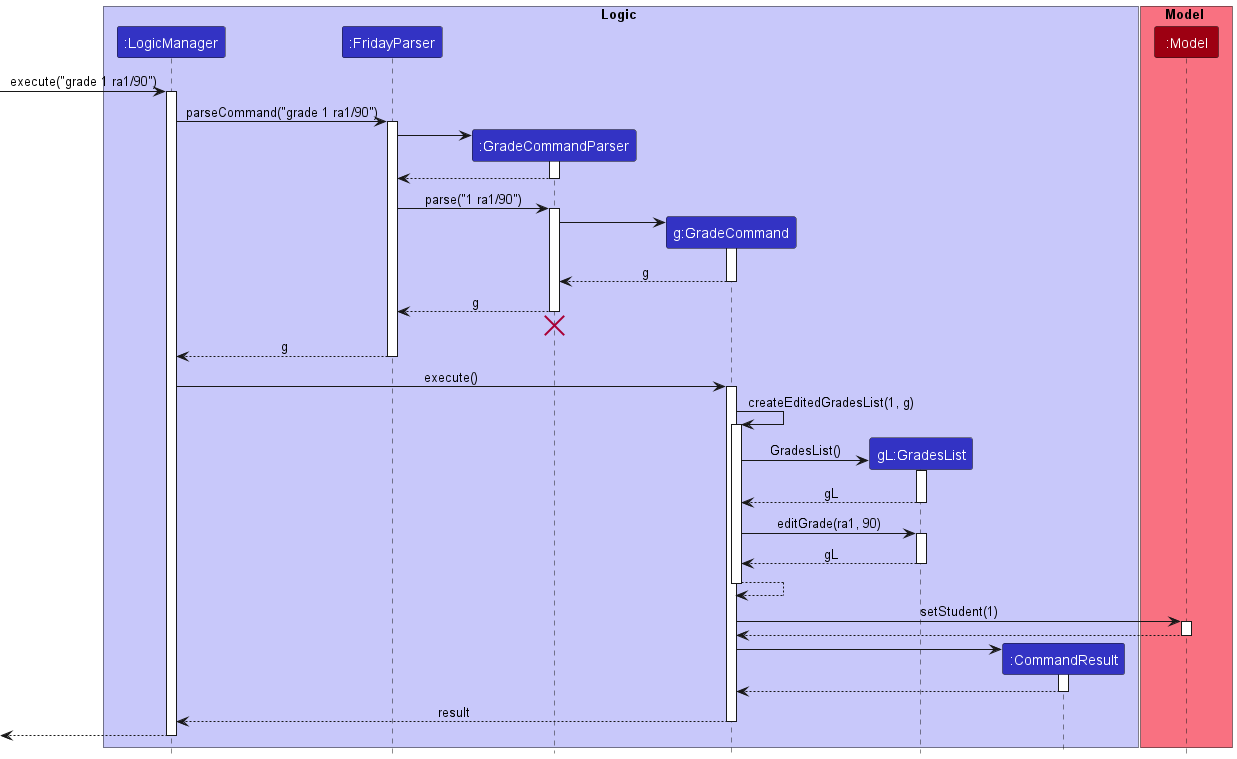 Logic
Model
:LogicManager
:FridayParser
:Model
execute("grade 1 ra1/90")
parseCommand("grade 1 ra1/90")
:GradeCommandParser
parse("1 ra1/90")
g:GradeCommand
g
g
g
execute()
createEditedGradesList(1, g)
GradesList()
gL:GradesList
gL
editGrade(ra1, 90)
gL
setStudent(1)
:CommandResult
result